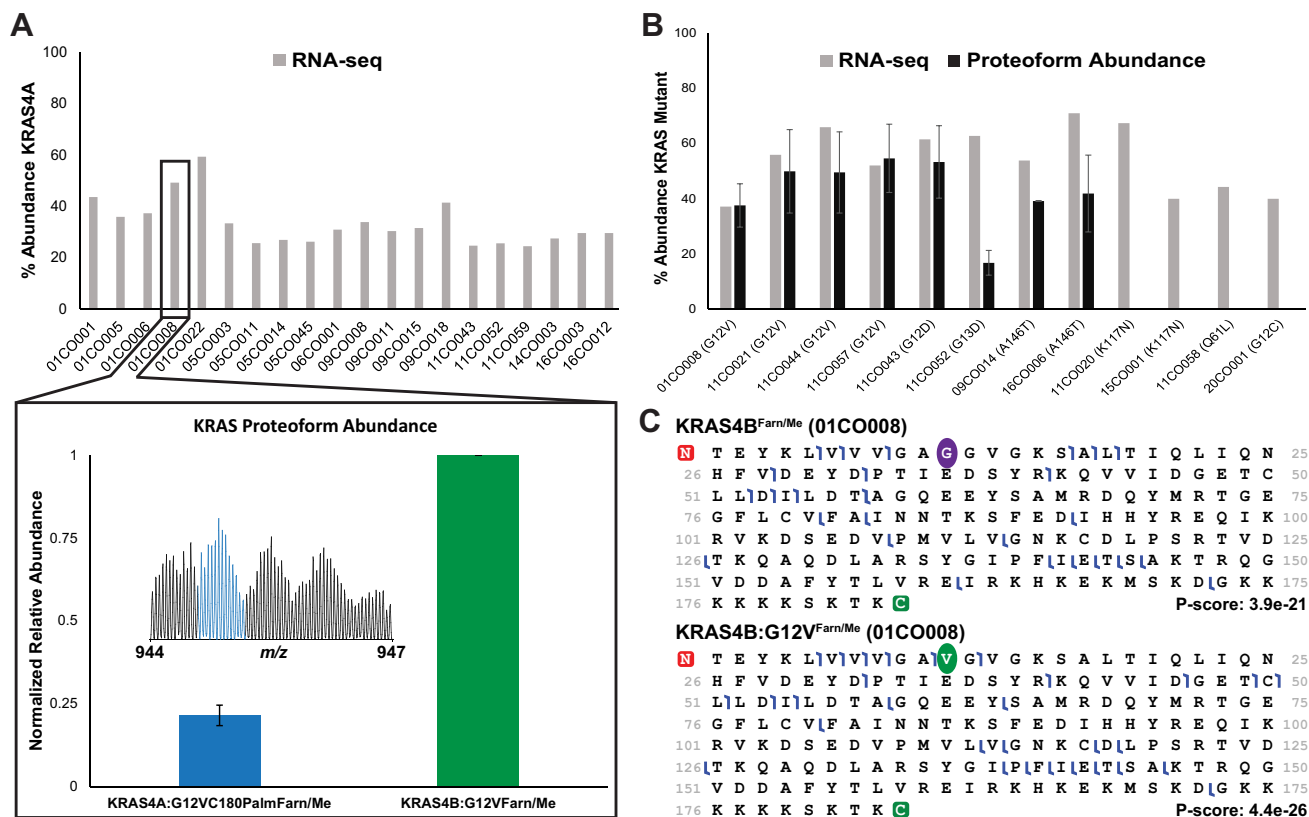 A
% Abundance KRAS4A
100
80
60
40
20
0
RNA-seq
01CO001
01CO005
01CO006
01CO008
01CO022
05CO003
05CO011
05CO014
05CO045
06CO001
09CO008
09CO011
09CO015
09CO018
11CO043
11CO052
11CO059
14CO003
16CO003
16CO012
KRAS Proteoform Abundance
Normalized Relative Abundance
1
0.75
0.5
0.25
0
944
m/z
947
KRAS4A:G12VC180PalmFarn/Me
KRAS4B:G12VFarn/Me
B
% Abundance KRAS Mutant
100
80
60
40
20
0
RNA-seq
Proteoform Abundance
01CO008 (G12V)
11CO021 (G12V)
11CO044 (G12V)
11CO057 (G12V)
11CO043 (G12D)
11CO052 (G13D)
09CO014 (A146T)
16CO006 (A146T)
11CO020 (K117N)
15CO001 (K117N)
11CO058 (Q61L)
20CO001 (G12C)
C
KRAS4BFarn/Me (01CO008)
N T E Y K L V V V G A G G V G K S A L T I Q L I Q N 25
26 H F V D E Y D P T I E D S Y R K Q V V I D G E T C 50
51 L L D I L D T A G Q E E Y S A M R D Q Y M R T G E 75
76 G F L C V F A I N N T K S F E D I H H Y R E Q I K 100
101 R V K D S E D V P M V L V G N K C D L P S R T V D 125
126 T K Q A Q D L A R S Y G I P F I E T S A K T R Q G 150
151 V D D A F Y T L V R E I R K H K E K M S K D G K K 175
176 K K K K S K T K C
P-score: 3.9e-21
KRAS4B:G12VFarn/Me (01CO008)
N T E Y K L V V V G A V G V G K S A L T I Q L I Q N 25
26 H F V D E Y D P T I E D S Y R K Q V V I D G E T C 50
51 L L D I L D T A G Q E E Y S A M R D Q Y M R T G E 75
76 G F L C V F A I N N T K S F E D I H H Y R E Q I K 100
101 R V K D S E D V P M V L V G N K C D L P S R T V D 125
126 T K Q A Q D L A R S Y G I P F I E T S A K T R Q G 150
151 V D D A F Y T L V R E I R K H K E K M S K D G K K 175
176 K K K K S K T K C
P-score: 4.4e-26